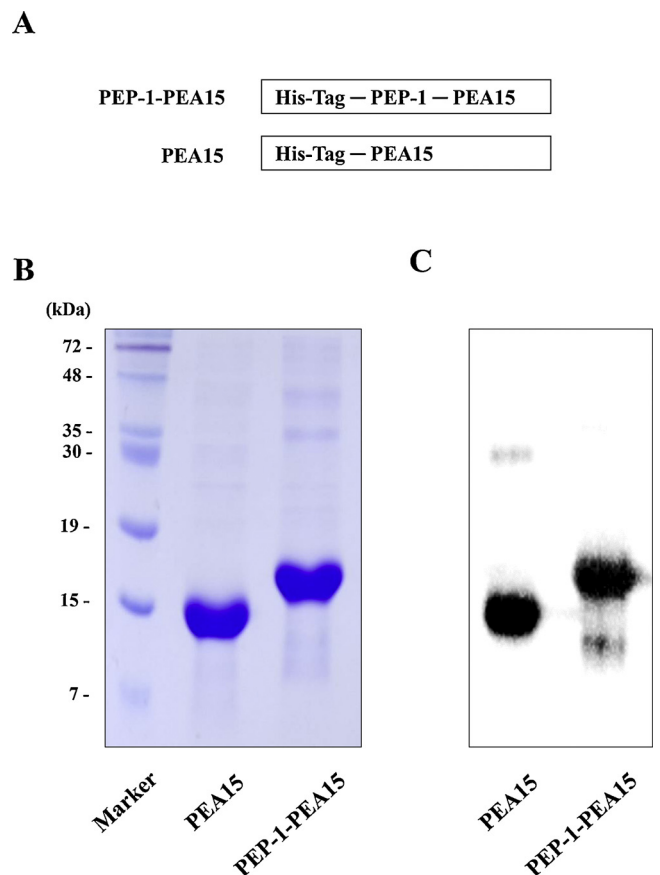 A
PEP-1-PEA15 His-Tag — PEP-1 — PEA15
PEA15 His-Tag — PEA15
B
C
(kDa)
72 -
48 -
35 -
30 -
19 -
15 -
7 -
Marker
PEA15
PEP-1-PEA15
PEA15
PEP-1-PEA15